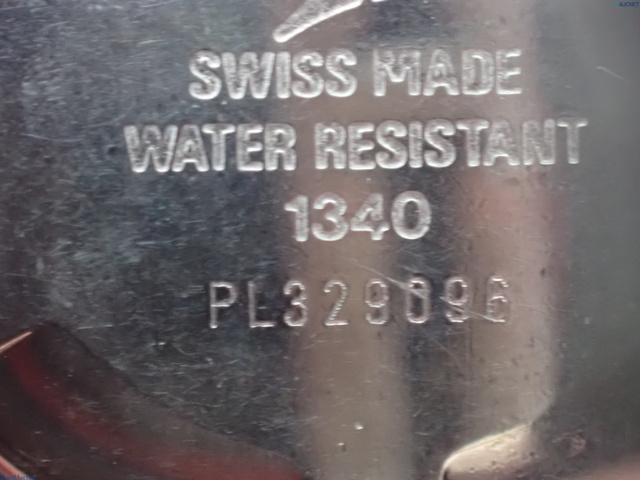 SWISS MADE
WATER RESISTANT
1340
PL329096